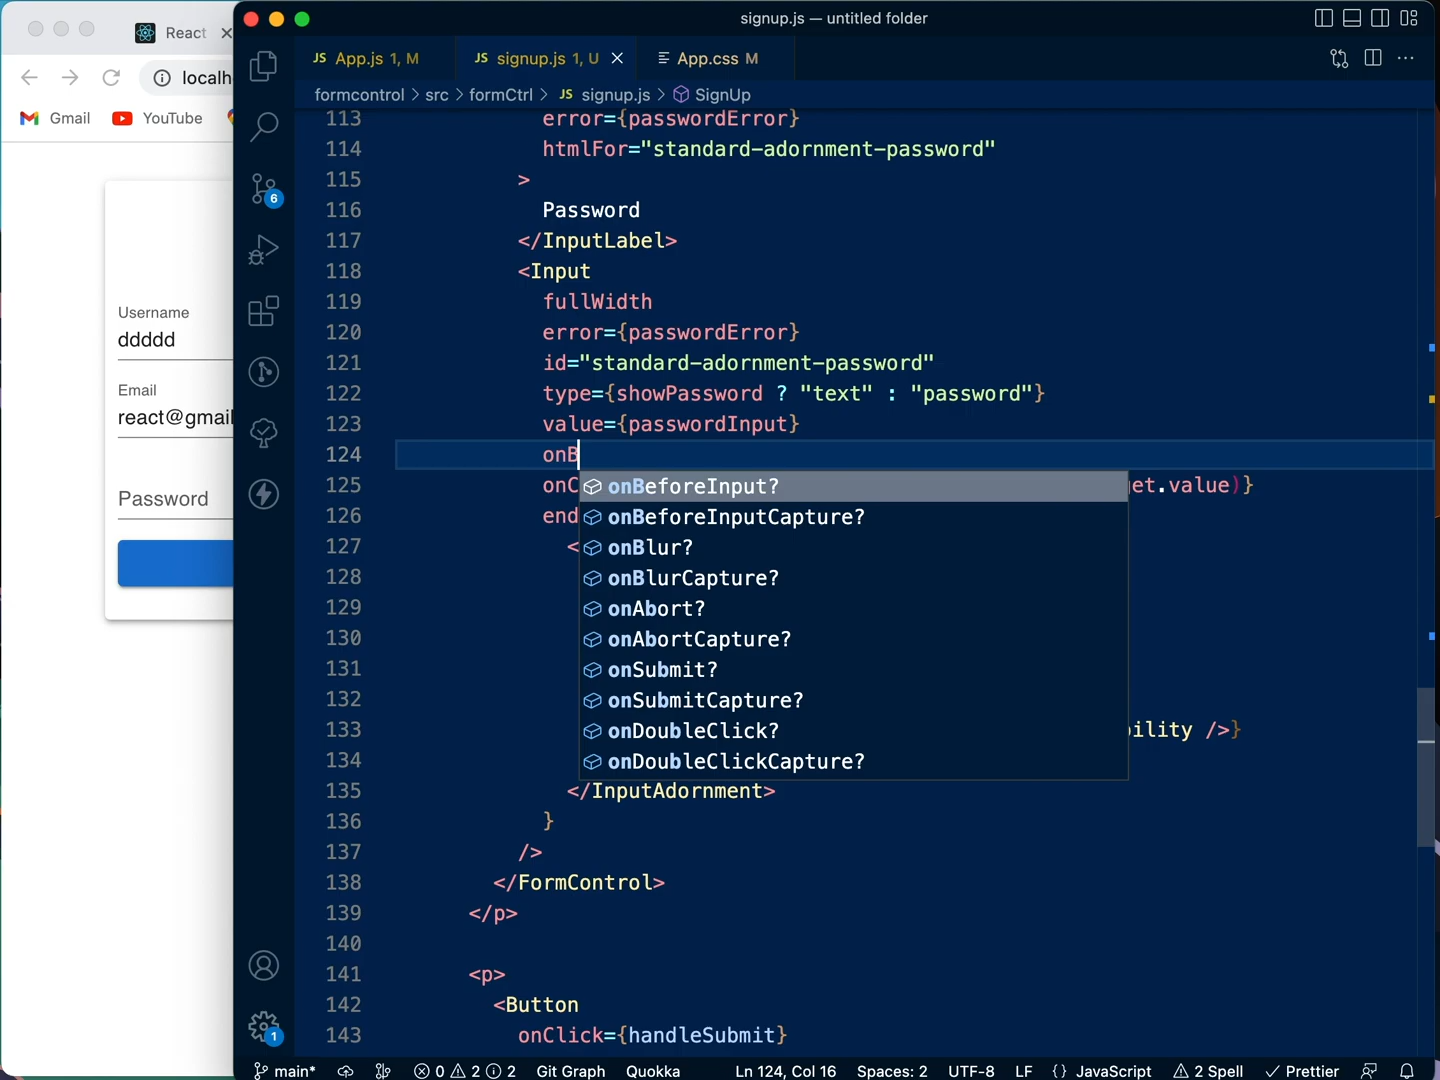 React
localh
Gmail
YouTube
Username
ddddd
Email
react@gmail
Password
signup.js — untitled folder
JS App.js 1, M
JS signup.js 1, U
App.css M
formcontrol > src > formCtrl > JS signup.js > SignUp
113 error={passwordError}
114 htmlFor="standard-adornment-password"
115 >
116 Password
117 </InputLabel>
118 <Input
119 fullWidth
120 error={passwordError}
121 id="standard-adornment-password"
122 type={showPassword ? "text" : "password"}
123 value={passwordInput}
124 onB
125 onC et.value)}
126 end
127 <
128
129
130
131
132
133 ility />}
134
135 </InputAdornment>
136 }
137 />
138 </FormControl>
139 </p>
140
141 <p>
142 <Button
143 onClick={handleSubmit}
onBeforeInput?
onBeforeInputCapture?
onBlur?
onBlurCapture?
onAbort?
onAbortCapture?
onSubmit?
onSubmitCapture?
onDoubleClick?
onDoubleClickCapture?
6
1
main* 0 2 2 Git Graph Quokka Ln 124, Col 16 Spaces: 2 UTF-8 LF {} JavaScript 2 Spell Prettier